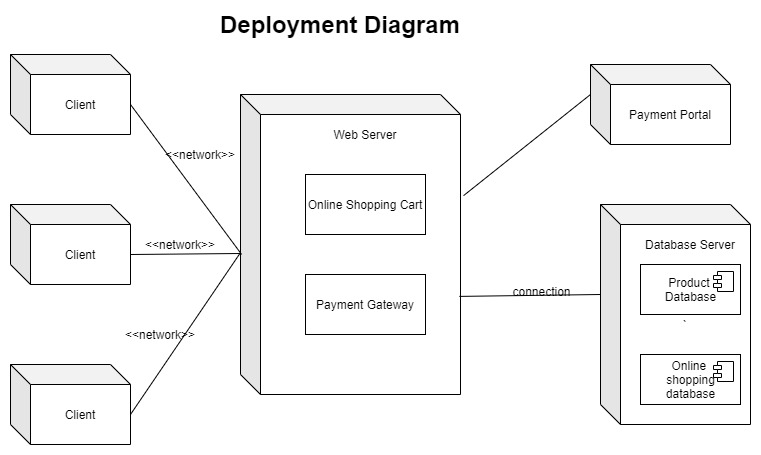 Deployment Diagram
Client
<<network>>
Client
<<network>>
<<network>>
Client
Web Server
Online Shopping Cart
Payment Gateway
Payment Portal
connection
Database Server
Product
Database
`
Online
shopping
database